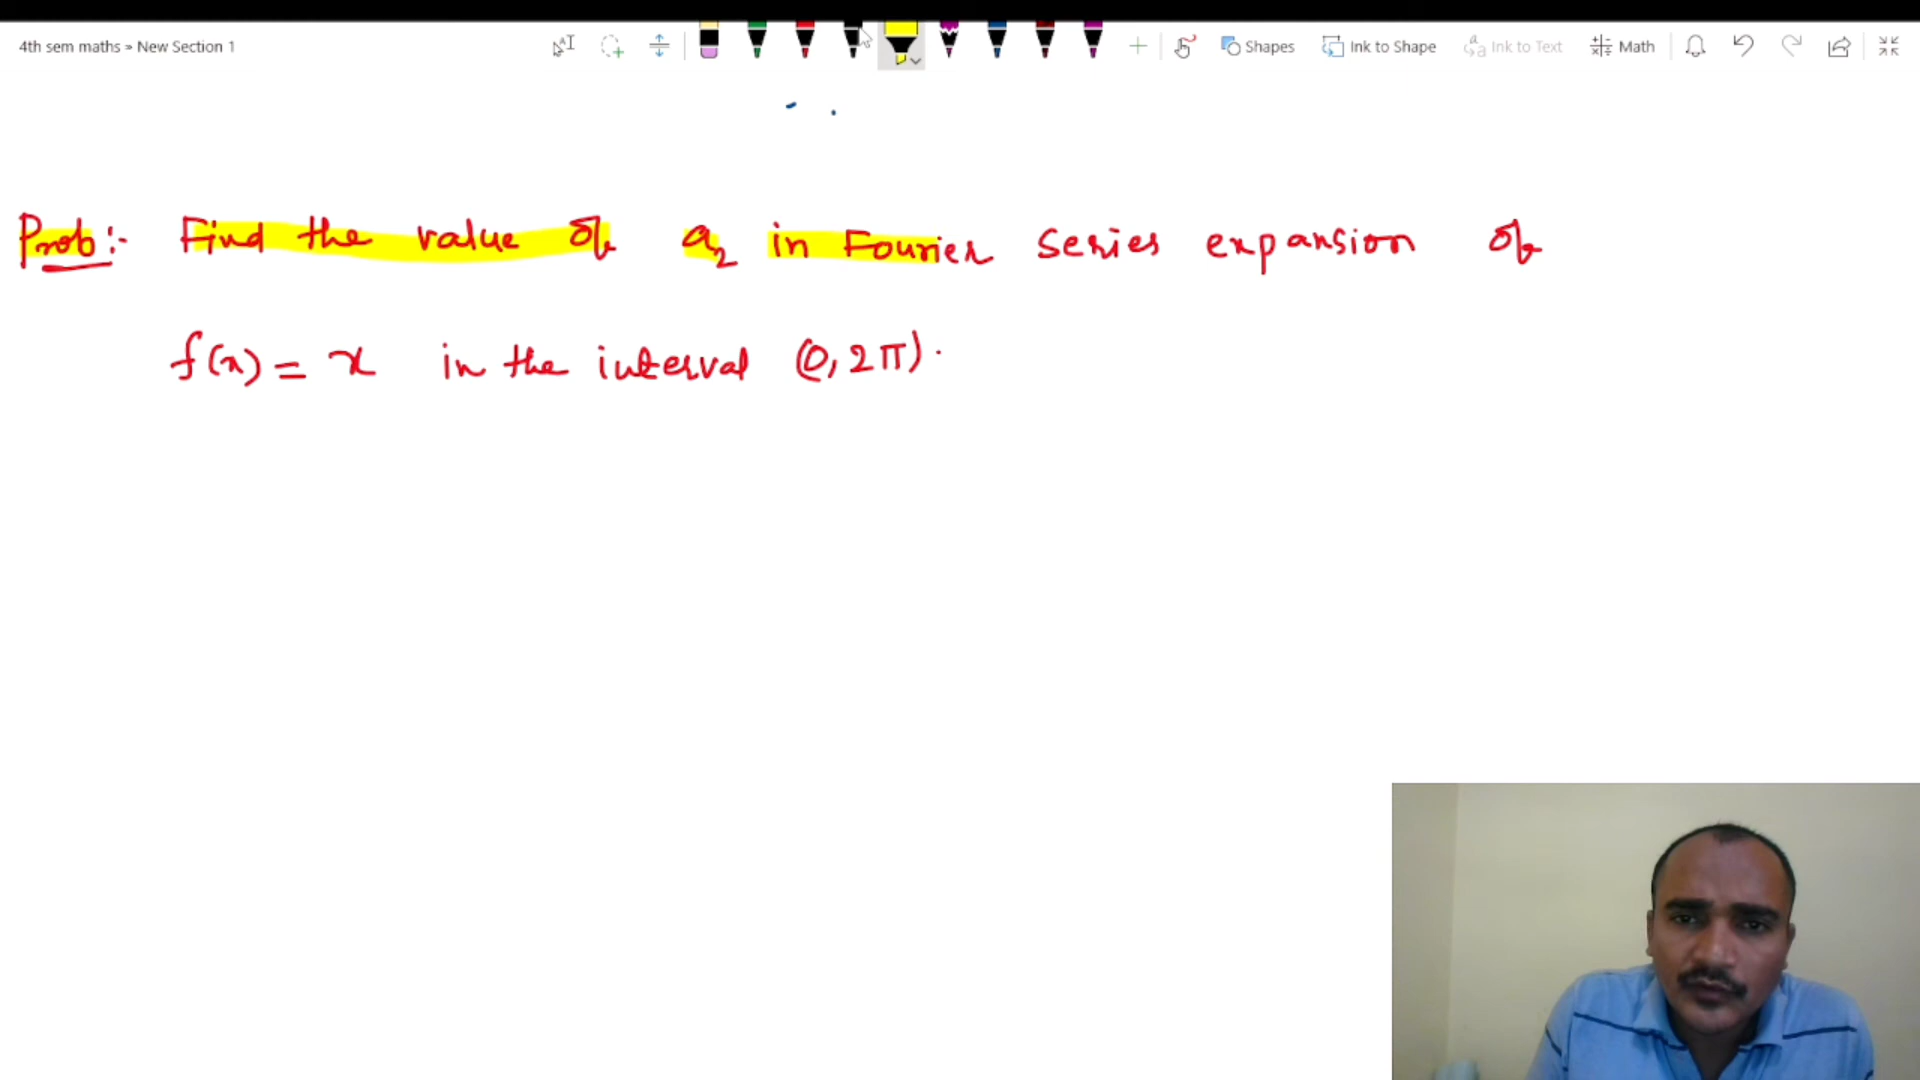 4th sem maths » New Section 1
Shapes
Ink to Shape
Ink to Text
Math
Prob:- Find the value of a₂ in Fourier series expansion of
f(x) = x in the interval (0, 2π).